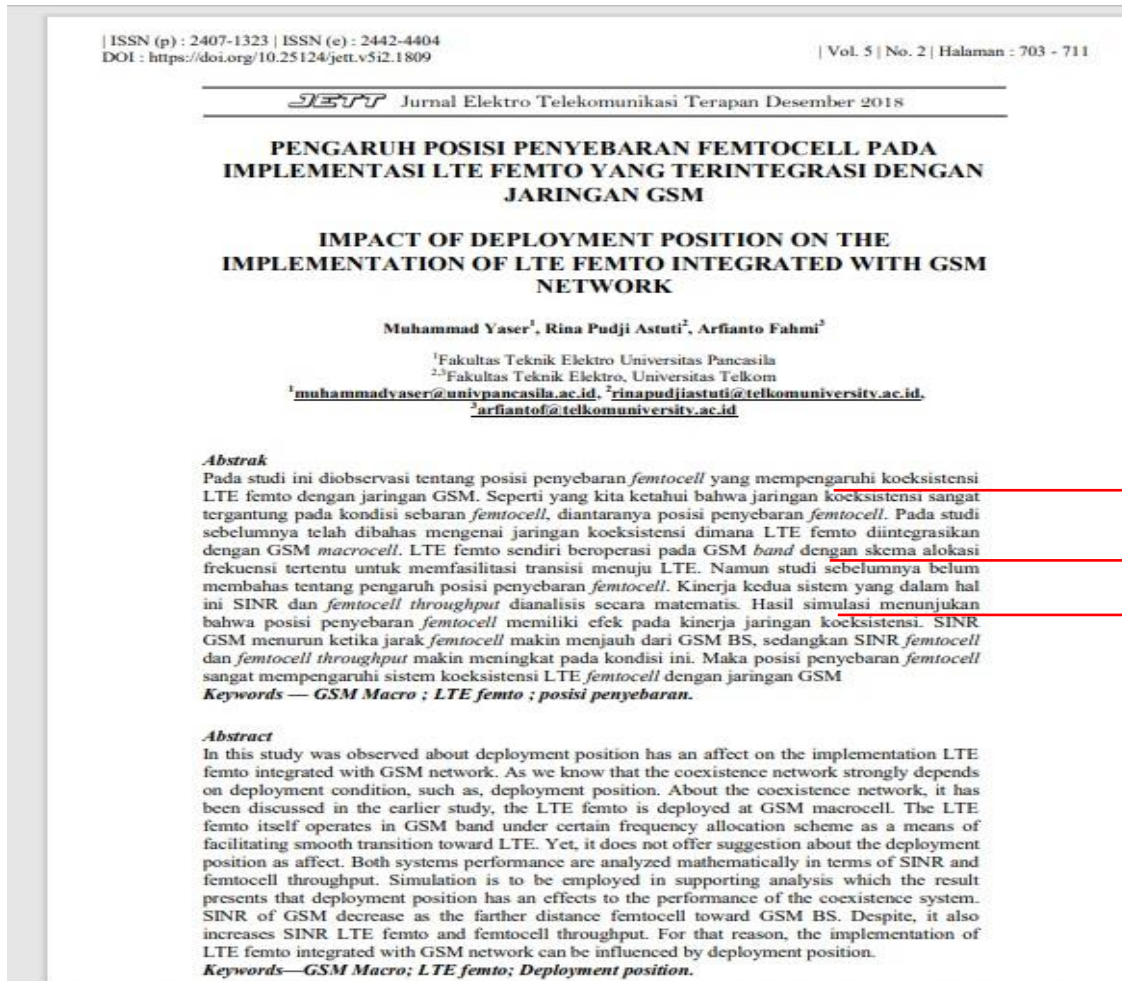 | ISSN (p) : 2407-1323 | ISSN (e) : 2442-4404
DOI : https://doi.org/10.25124/jett.v5i2.1809
| Vol. 5 | No. 2 | Halaman : 703 - 711
JETT Jurnal Elektro Telekomunikasi Terapan Desember 2018
PENGARUH POSISI PENYEBARAN FEMTOCELL PADA
IMPLEMENTASI LTE FEMTO YANG TERINTEGRASI DENGAN
JARINGAN GSM
IMPACT OF DEPLOYMENT POSITION ON THE
IMPLEMENTATION OF LTE FEMTO INTEGRATED WITH GSM
NETWORK
Muhammad Yaser¹, Rina Pudji Astuti², Arfianto Fahmi³
¹Fakultas Teknik Elektro Universitas Pancasila
²,³Fakultas Teknik Elektro, Universitas Telkom
¹muhammadyaser@univpancasila.ac.id, ²rinapudjiastuti@telkomuniversity.ac.id,
³arfiantof@telkomuniversity.ac.id
Abstrak
Pada studi ini diobservasi tentang posisi penyebaran femtocell yang mempengaruhi koeksistensi
LTE femto dengan jaringan GSM. Seperti yang kita ketahui bahwa jaringan koeksistensi sangat
tergantung pada kondisi sebaran femtocell, diantaranya posisi penyebaran femtocell. Pada studi
sebelumnya telah dibahas mengenai jaringan koeksistensi dimana LTE femto diintegrasikan
dengan GSM macrocell. LTE femto sendiri beroperasi pada GSM band dengan skema alokasi
frekuensi tertentu untuk memfasilitasi transisi menuju LTE. Namun studi sebelumnya belum
membahas tentang pengaruh posisi penyebaran femtocell. Kinerja kedua sistem yang dalam hal
ini SINR dan femtocell throughput dianalisis secara matematis. Hasil simulasi menunjukan
bahwa posisi penyebaran femtocell memiliki efek pada kinerja jaringan koeksistensi. SINR
GSM menurun ketika jarak femtocell makin menjauh dari GSM BS, sedangkan SINR femtocell
dan femtocell throughput makin meningkat pada kondisi ini. Maka posisi penyebaran femtocell
sangat mempengaruhi sistem koeksistensi LTE femtocell dengan jaringan GSM
Keywords — GSM Macro ; LTE femto ; posisi penyebaran.
Abstract
In this study was observed about deployment position has an affect on the implementation LTE
femto integrated with GSM network. As we know that the coexistence network strongly depends
on deployment condition, such as, deployment position. About the coexistence network, it has
been discussed in the earlier study, the LTE femto is deployed at GSM macrocell. The LTE
femto itself operates in GSM band under certain frequency allocation scheme as a means of
facilitating smooth transition toward LTE. Yet, it does not offer suggestion about the deployment
position as affect. Both systems performance are analyzed mathematically in terms of SINR and
femtocell throughput. Simulation is to be employed in supporting analysis which the result
presents that deployment position has an effects to the performance of the coexistence system.
SINR of GSM decrease as the farther distance femtocell toward GSM BS. Despite, it also
increases SINR LTE femto and femtocell throughput. For that reason, the implementation of
LTE femto integrated with GSM network can be influenced by deployment position.
Keywords—GSM Macro; LTE femto; Deployment position.